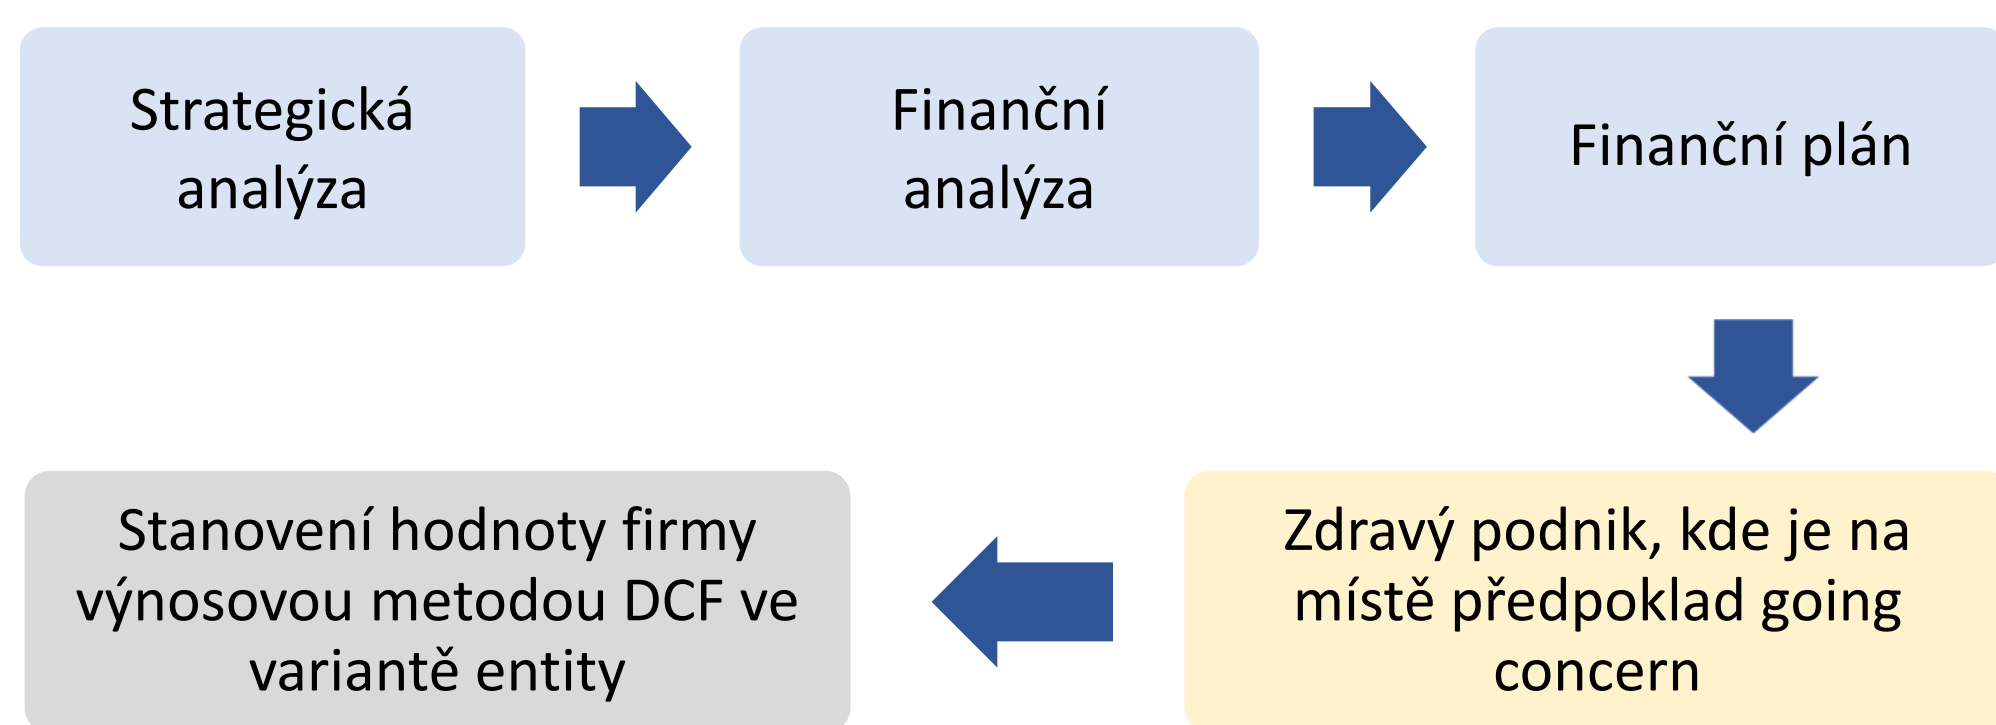 Strategická
analýza
Finanční
analýza
Finanční plán
Zdravý podnik, kde je na
místě předpoklad going
concern
Stanovení hodnoty firmy
výnosovou metodou DCF ve
variantě entity